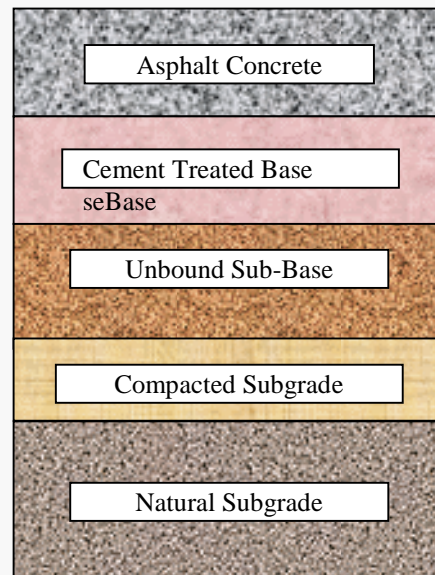 Asphalt Concrete
Cement Treated Base
seBase
Unbound Sub-Base
Compacted Subgrade
Natural Subgrade